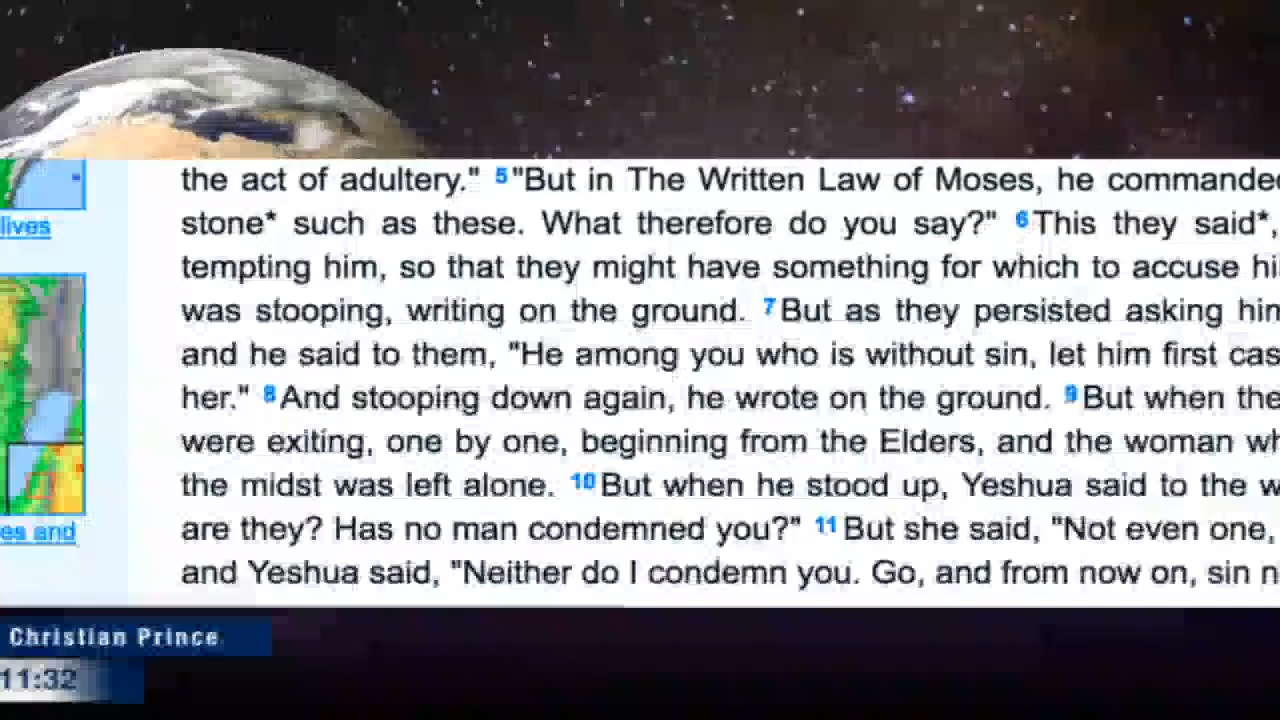 the act of adultery." 5 "But in The Written Law of Moses, he commanded
stone* such as these. What therefore do you say?" 6 This they said*,
tempting him, so that they might have something for which to accuse
was stooping, writing on the ground. 7 But as they persisted asking him
and he said to them, "He among you who is without sin, let him first
her." 8 And stooping down again, he wrote on the ground. 9 But when
were exiting, one by one, beginning from the Elders, and the woman
the midst was left alone. 10 But when he stood up, Yeshua said to the
are they? Has no man condemned you?" 11 But she said, "Not even one,
and Yeshua said, "Neither do I condemn you. Go, and from now on, sin
lives
es and
Christian Prince
11:32